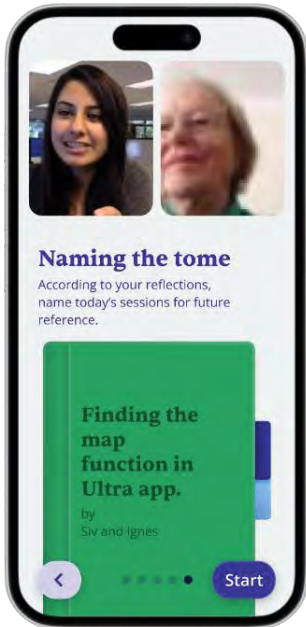 Naming the tome
According to your reflections,
name today's sessions for future
reference.
Finding the
map
function in
Ultra app.
by
Siv and Ignes
Start